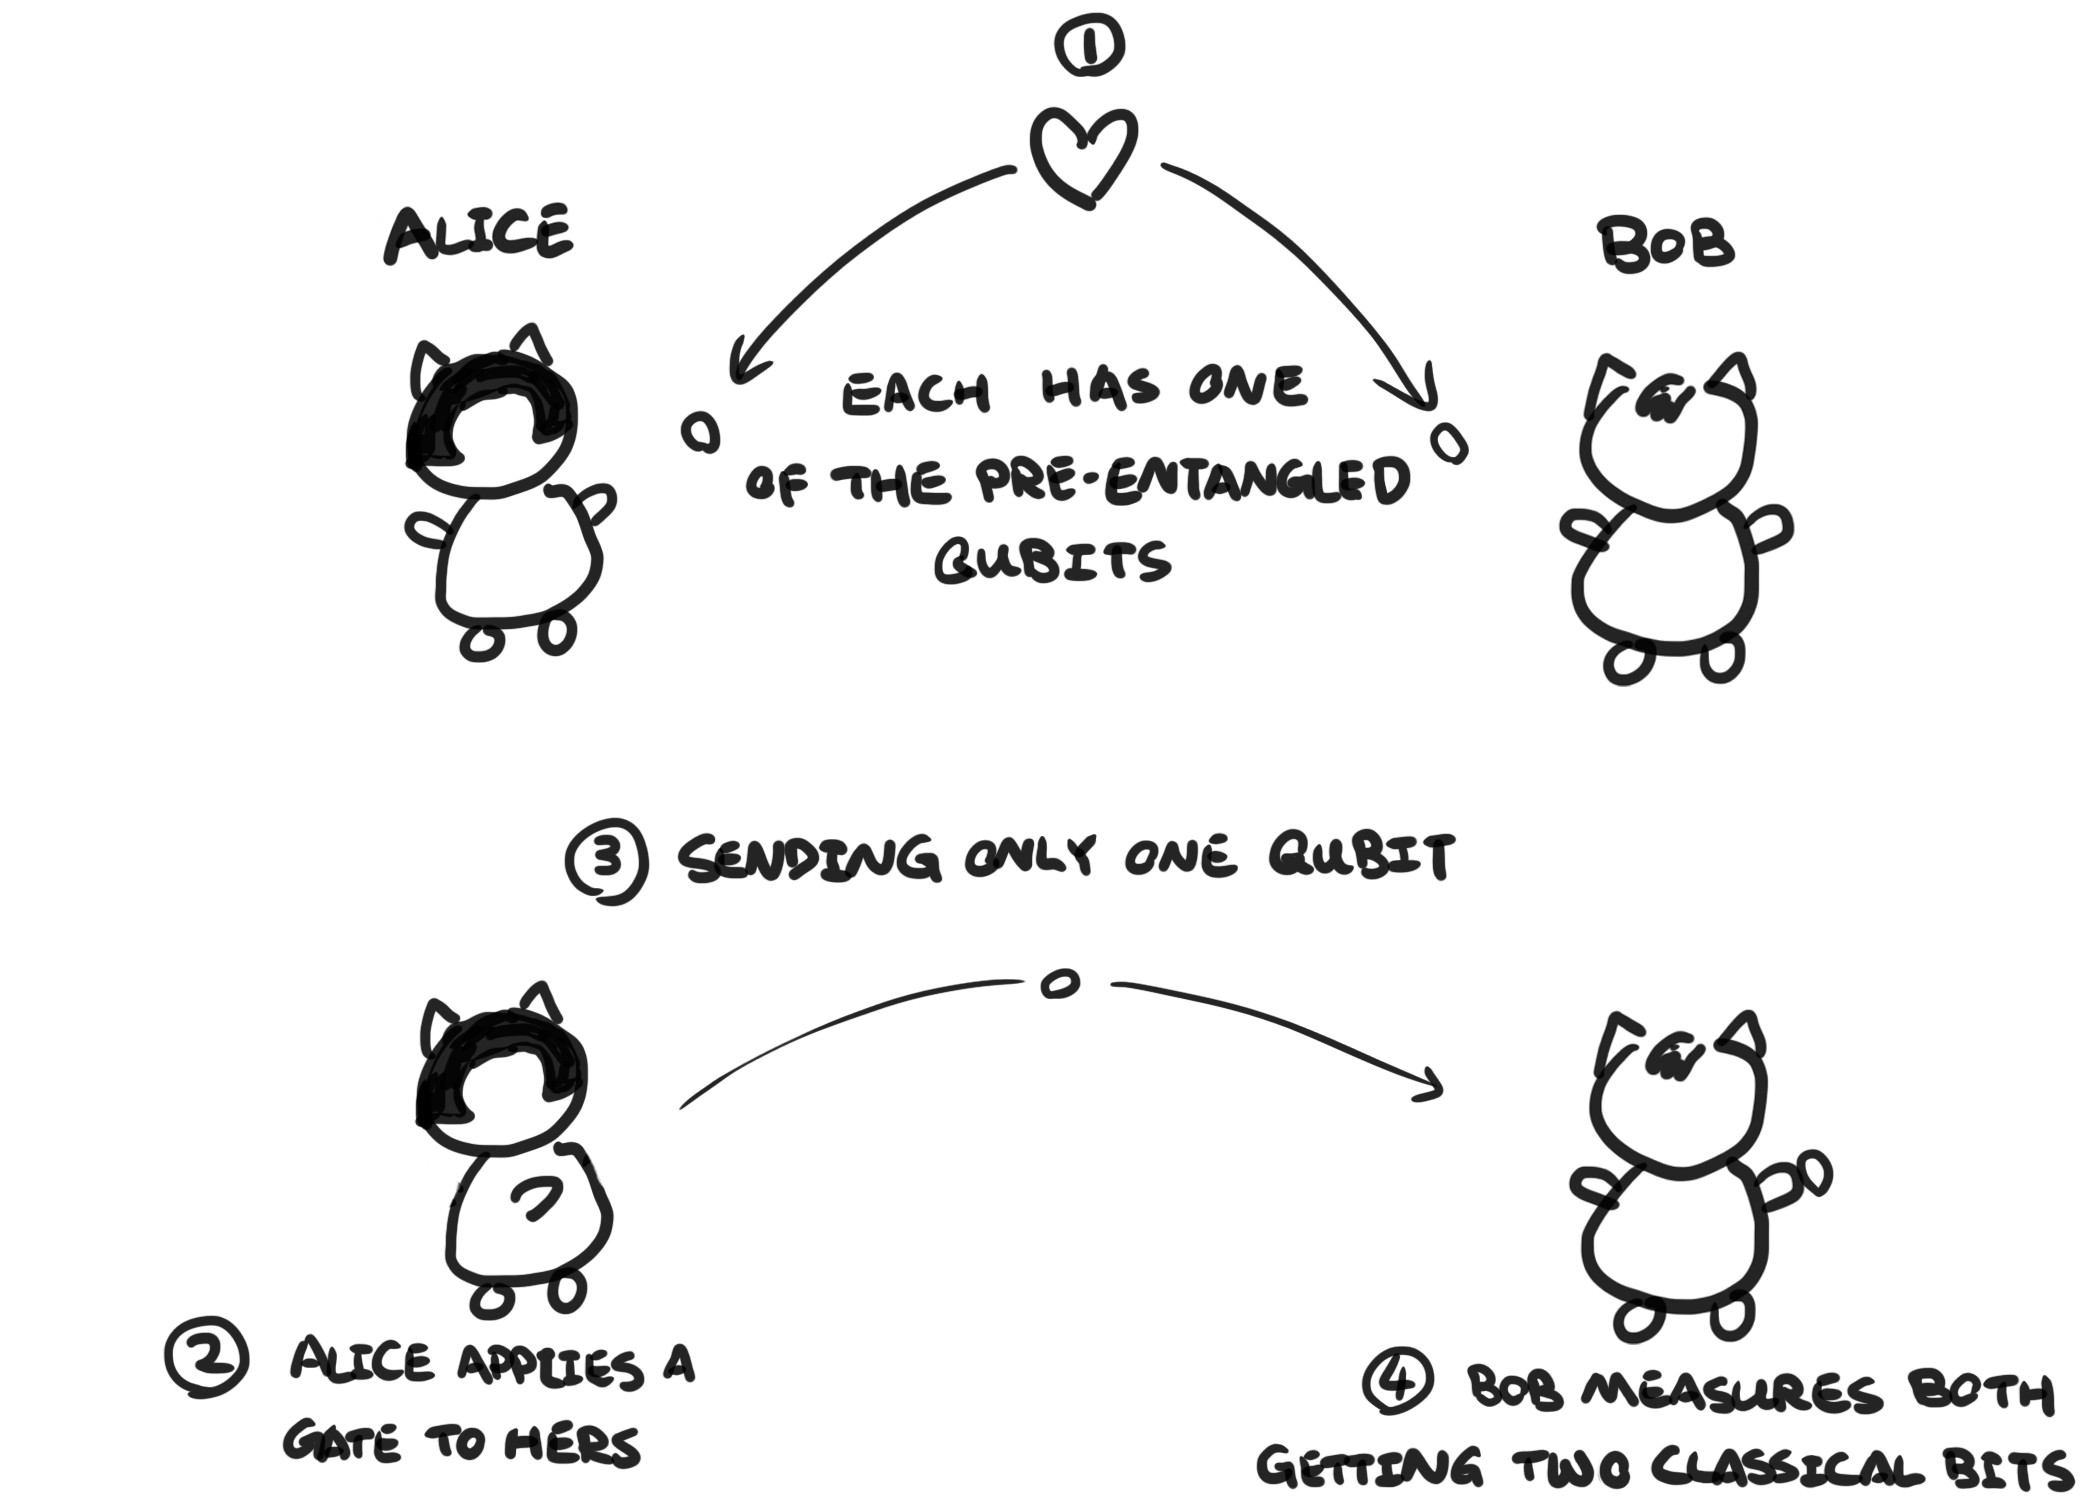 1
ALICE
BOB
EACH HAS ONE
OF THE PRE-ENTANGLED
QUBITS
3 SENDING ONLY ONE QUBIT
2 ALICE APPLIES A
GATE TO HERS
4 BOB MEASURES BOTH
GETTING TWO CLASSICAL BITS